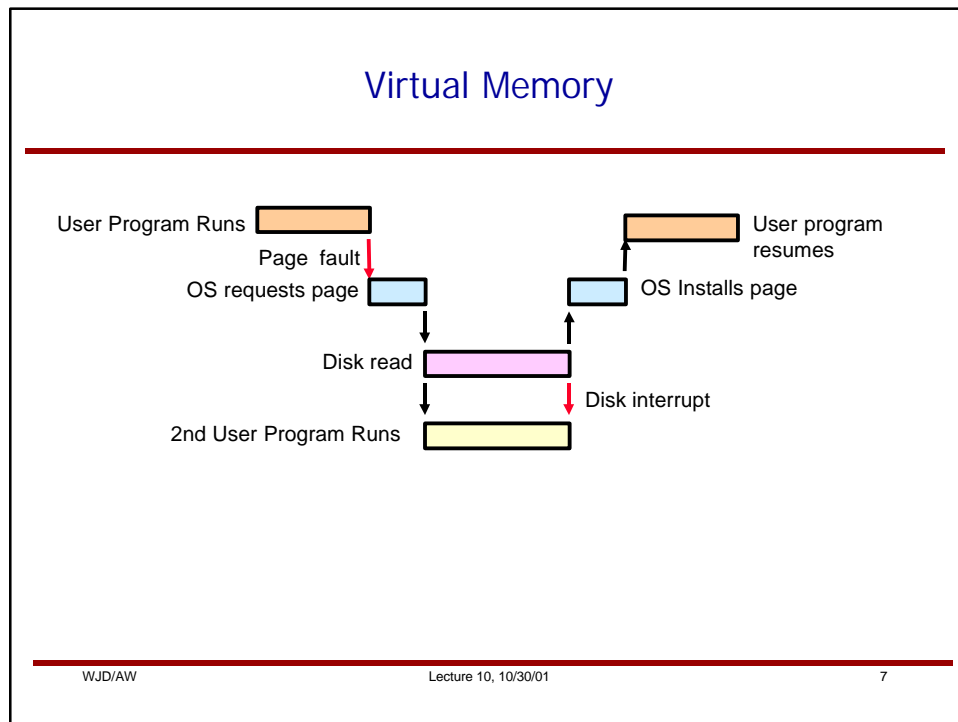 Virtual Memory
User Program Runs
User program
resumes
Page fault
OS requests page
OS Installs page
Disk read
Disk interrupt
2nd User Program Runs
WJD/AW
Lecture 10, 10/30/01
7